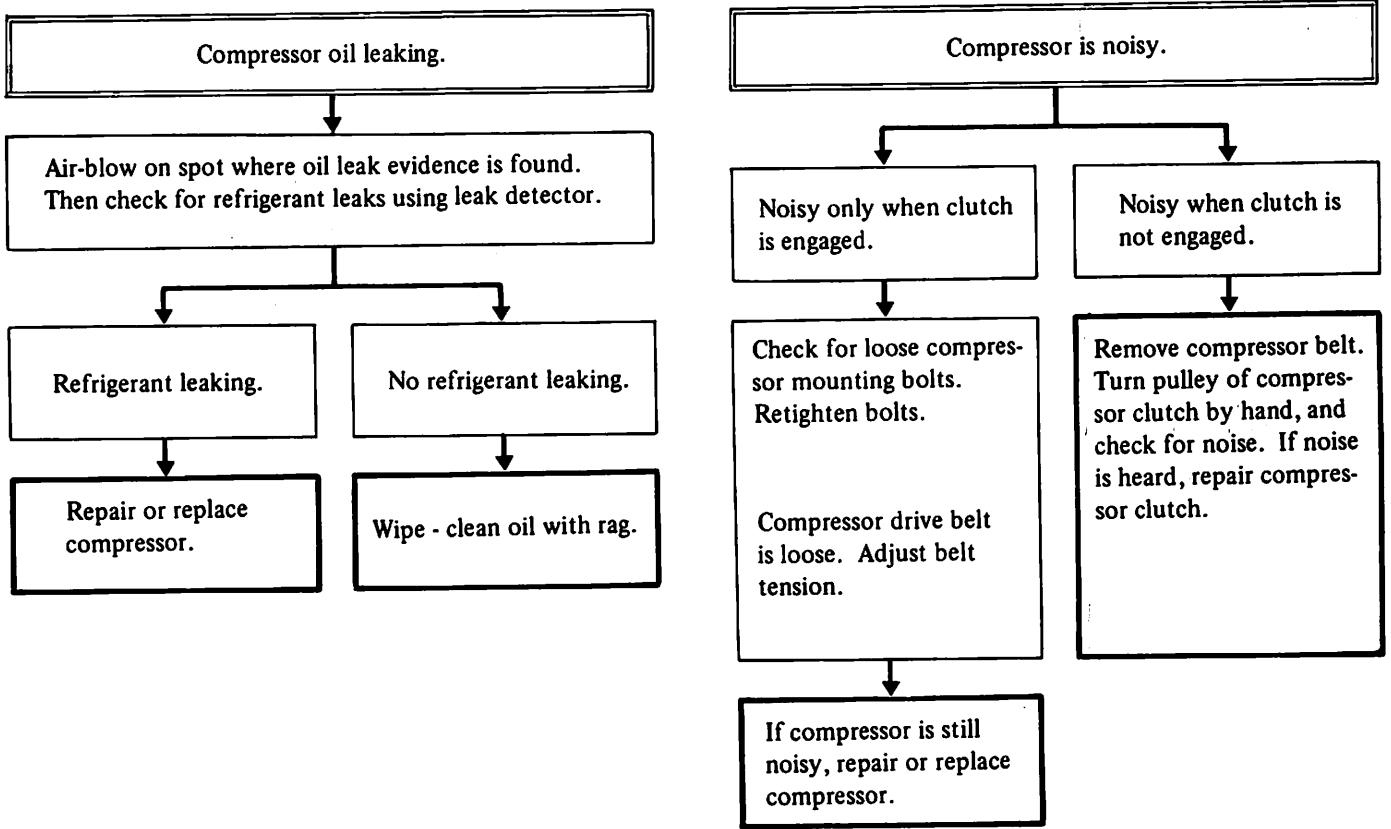 Compressor oil leaking.
Air-blow on spot where oil leak evidence is found.
Then check for refrigerant leaks using leak detector.
Refrigerant leaking.
No refrigerant leaking.
Repair or replace
compressor.
Wipe - clean oil with rag.
Compressor is noisy.
Noisy only when clutch
is engaged.
Noisy when clutch is
not engaged.
Check for loose compres-
sor mounting bolts.
Retighten bolts.
Compressor drive belt
is loose. Adjust belt
tension.
Remove compressor belt.
Turn pulley of compres-
sor clutch by hand, and
check for noise. If noise
is heard, repair compres-
sor clutch.
If compressor is still
noisy, repair or replace
compressor.